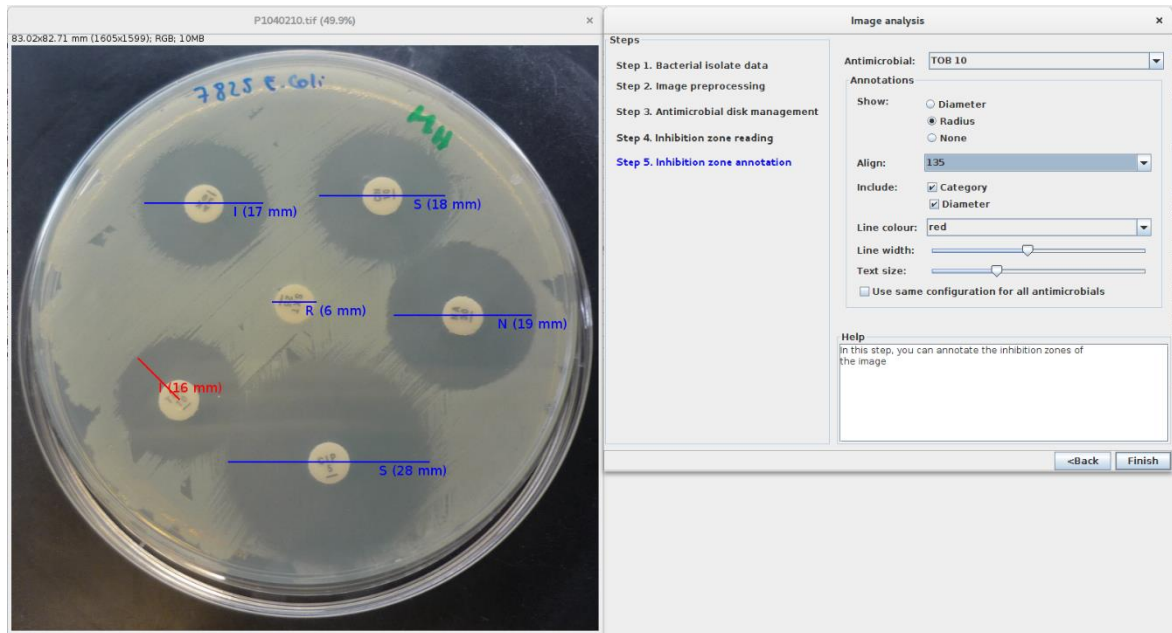 P1040210.tif (49.9%)
×
83.02x82.71 mm (1605x1599); RGB; 10MB
7825 E. Coli
MH
I (17 mm)
S (18 mm)
R (6 mm)
N (19 mm)
I (16 mm)
S (28 mm)
CIP
5
Image analysis
×
Steps
Step 1. Bacterial isolate data
Step 2. Image preprocessing
Step 3. Antimicrobial disk management
Step 4. Inhibition zone reading
Step 5. Inhibition zone annotation
Antimicrobial: TOB 10
Annotations
Show: Diameter
Radius
None
Align: 135
Include: Category
Diameter
Line colour: red
Line width:
Text size:
Use same configuration for all antimicrobials
Help
In this step, you can annotate the inhibition zones of
the image
<Back Finish